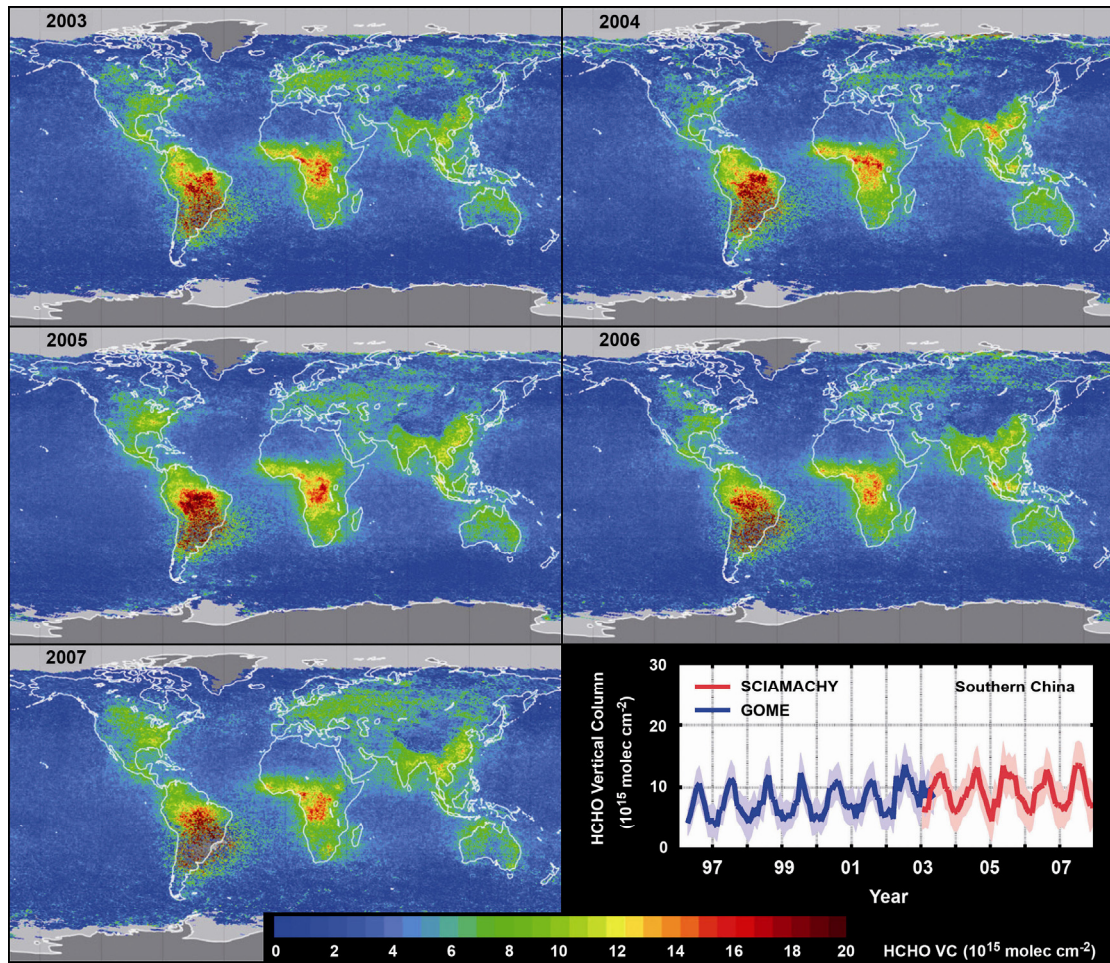 2003
2004
2005
2006
2007
30
20
10
0
HCHO Vertical Column
(10¹⁵ molec cm⁻²)
SCIAMACHY
GOME
Southern China
97 99 01 03 05 07
Year
0 2 4 6 8 10 12 14 16 18 20 HCHO VC (10¹⁵ molec cm⁻²)